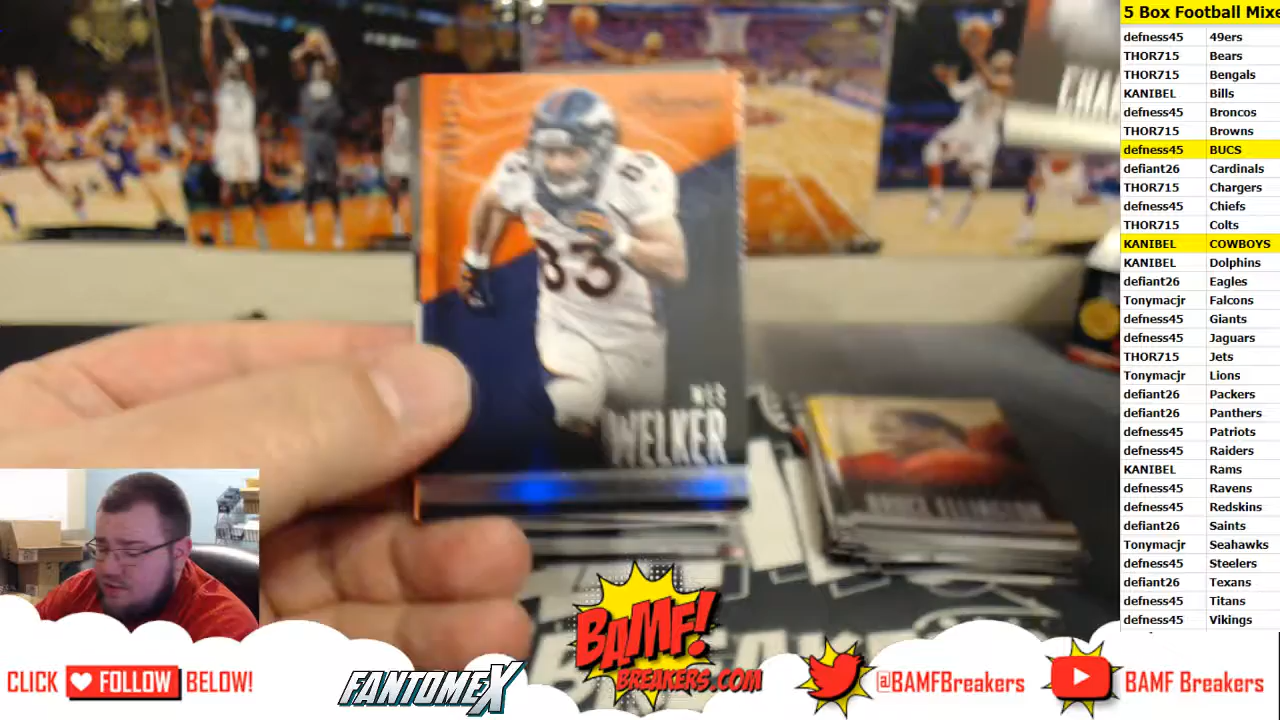 5 Box Football Mixe
defness45 49ers
THOR715 Bears
THOR715 Bengals
KANIBEL Bills
defness45 Broncos
THOR715 Browns
defness45 BUCS
defiant26 Cardinals
THOR715 Chargers
defness45 Chiefs
THOR715 Colts
KANIBEL COWBOYS
KANIBEL Dolphins
defiant26 Eagles
Tonymacjr Falcons
defness45 Giants
defness45 Jaguars
THOR715 Jets
Tonymacjr Lions
defiant26 Packers
defiant26 Panthers
defness45 Patriots
defness45 Raiders
KANIBEL Rams
defness45 Ravens
defness45 Redskins
defiant26 Saints
Tonymacjr Seahawks
defness45 Steelers
defiant26 Texans
defness45 Titans
defness45 Vikings
83
WES
WELKER
CLICK FOLLOW BELOW!
FANTOMEX
BAMF!
BREAKERS.COM
@BAMFBreakers
BAMF Breakers